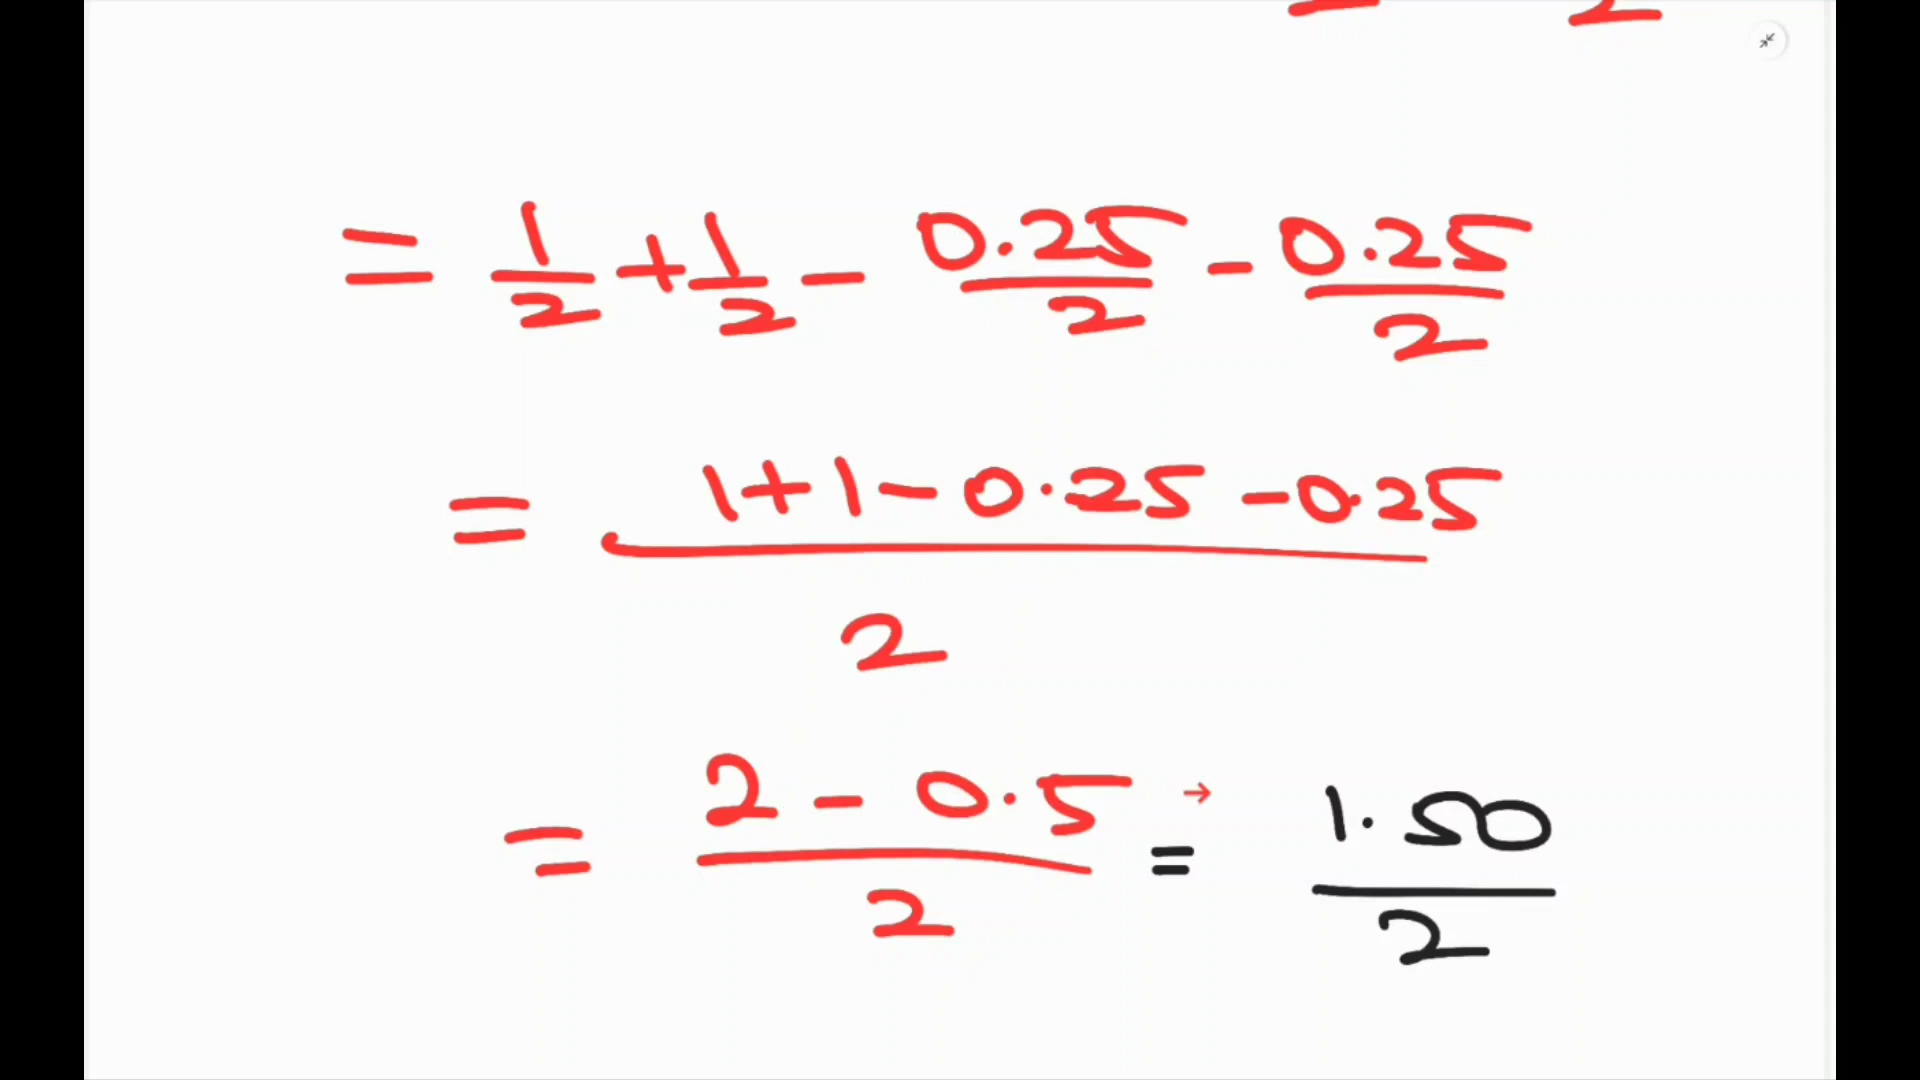 2
= 1/2 + 1/2 - 0.25/2 - 0.25/2
= (1+1-0.25-0.25)/2
= (2-0.5)/2 → = 1.50/2